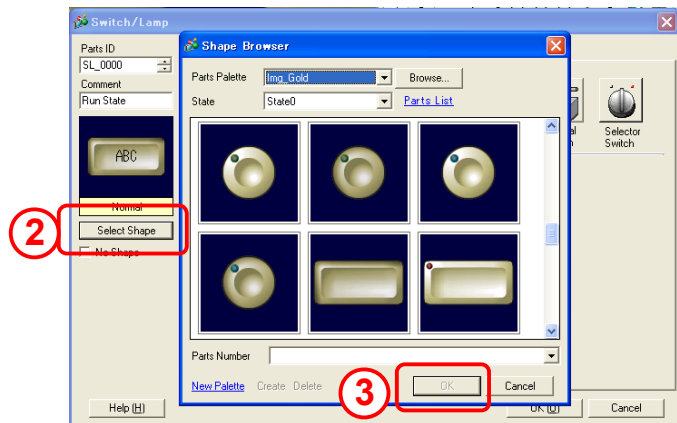 Switch/Lamp
Parts ID
SL_0000
Comment
Run State
ABC
Normal
2
Select Shape
No Shape
Help (H)
Shape Browser
Parts Palette
Img_Gold
Browse...
State
State0
Parts List
Parts Number
New Palette
Create
Delete
3
OK
Cancel
Selector
Switch
OK (O)
Cancel